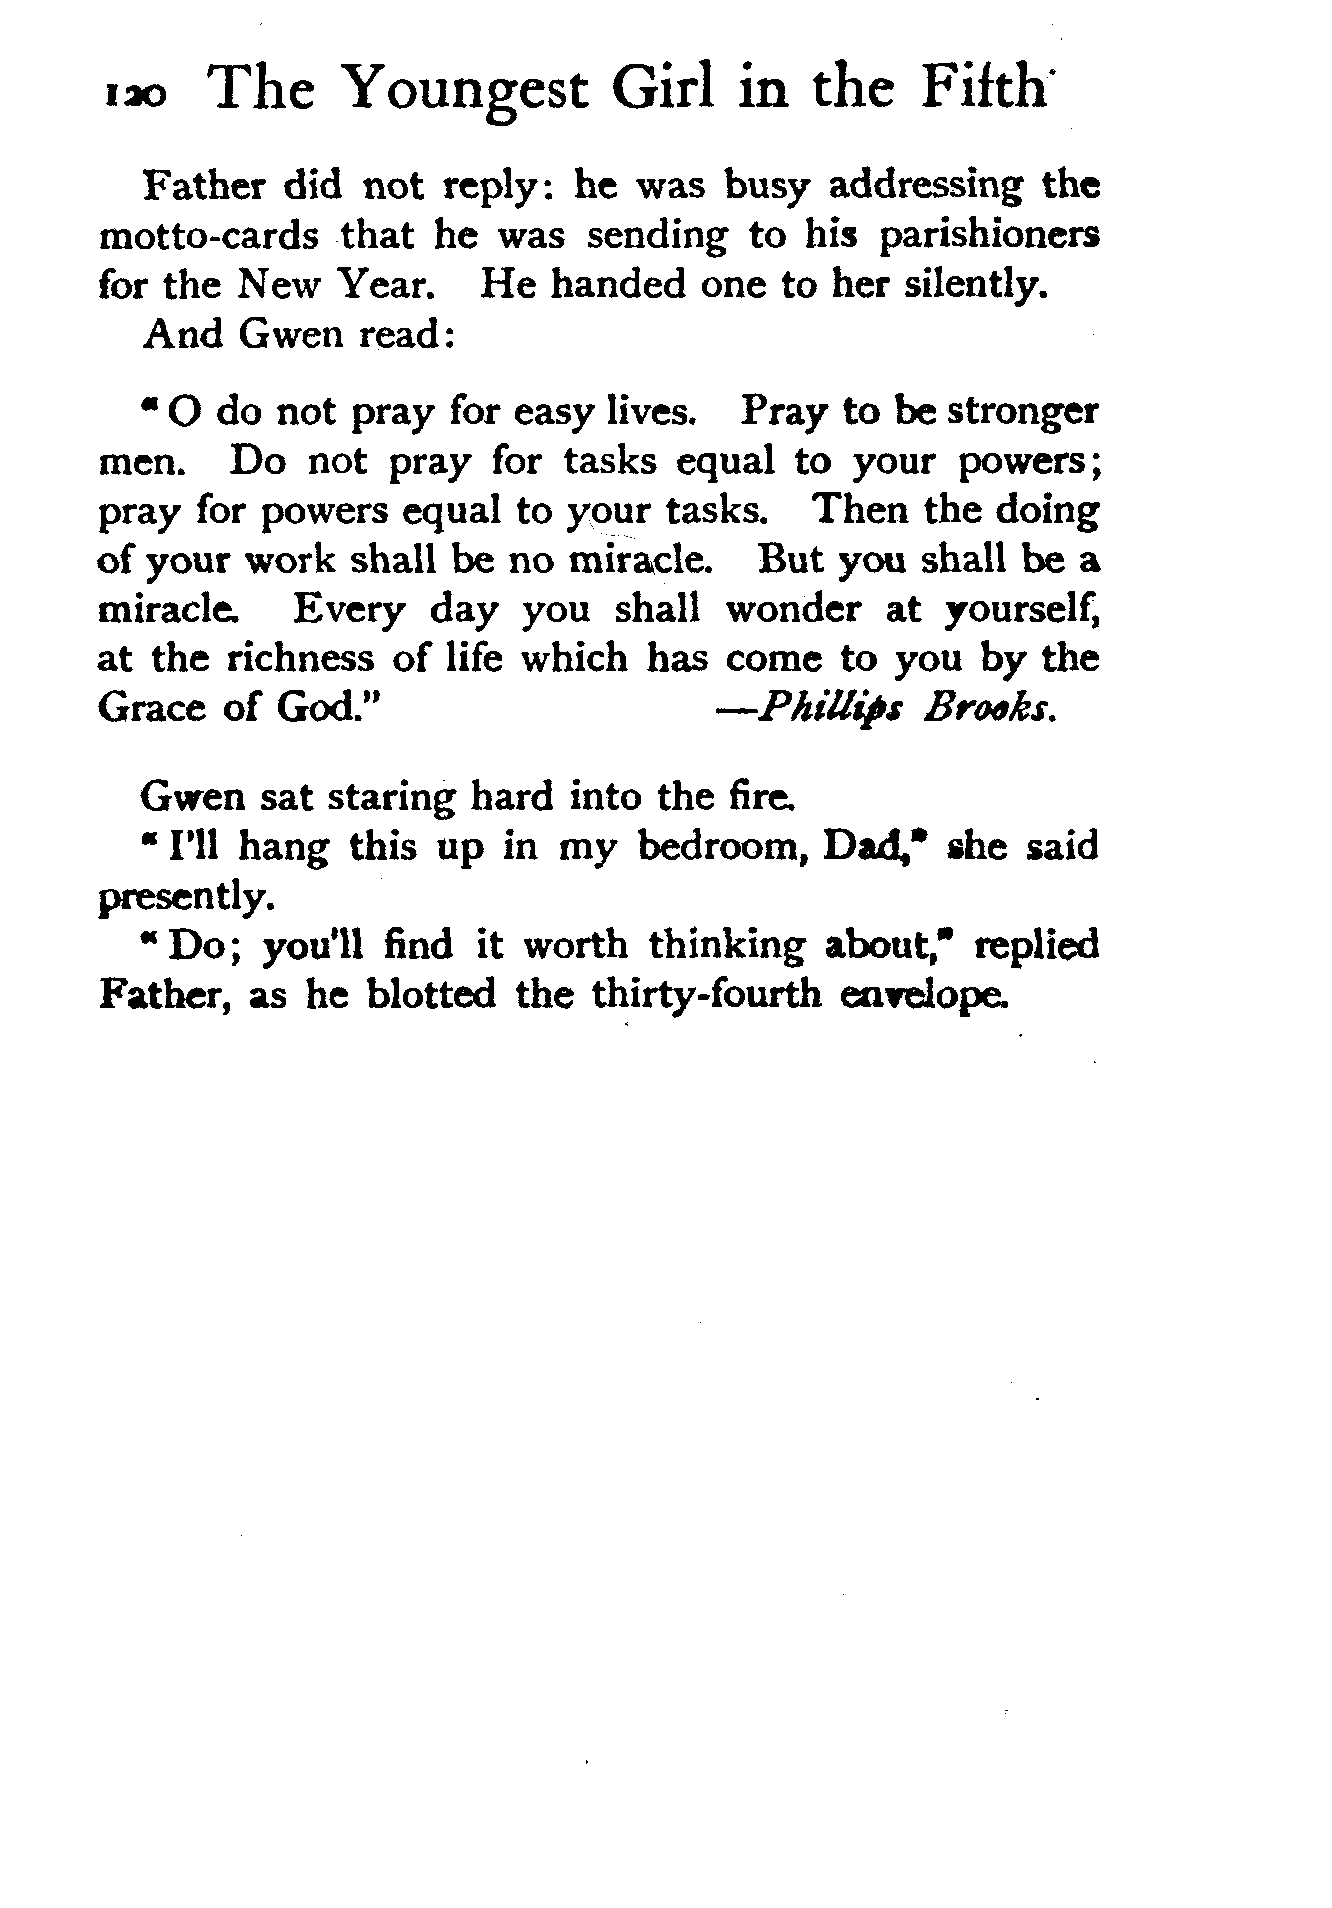 120 The Youngest Girl in the Fifth
Father did not reply: he was busy addressing the
motto-cards that he was sending to his parishioners
for the New Year. He handed one to her silently.
And Gwen read:
"O do not pray for easy lives. Pray to be stronger
men. Do not pray for tasks equal to your powers;
pray for powers equal to your tasks. Then the doing
of your work shall be no miracle. But you shall be a
miracle. Every day you shall wonder at yourself,
at the richness of life which has come to you by the
Grace of God." —Phillips Brooks.
Gwen sat staring hard into the fire.
"I'll hang this up in my bedroom, Dad," she said
presently.
"Do; you'll find it worth thinking about," replied
Father, as he blotted the thirty-fourth envelope.